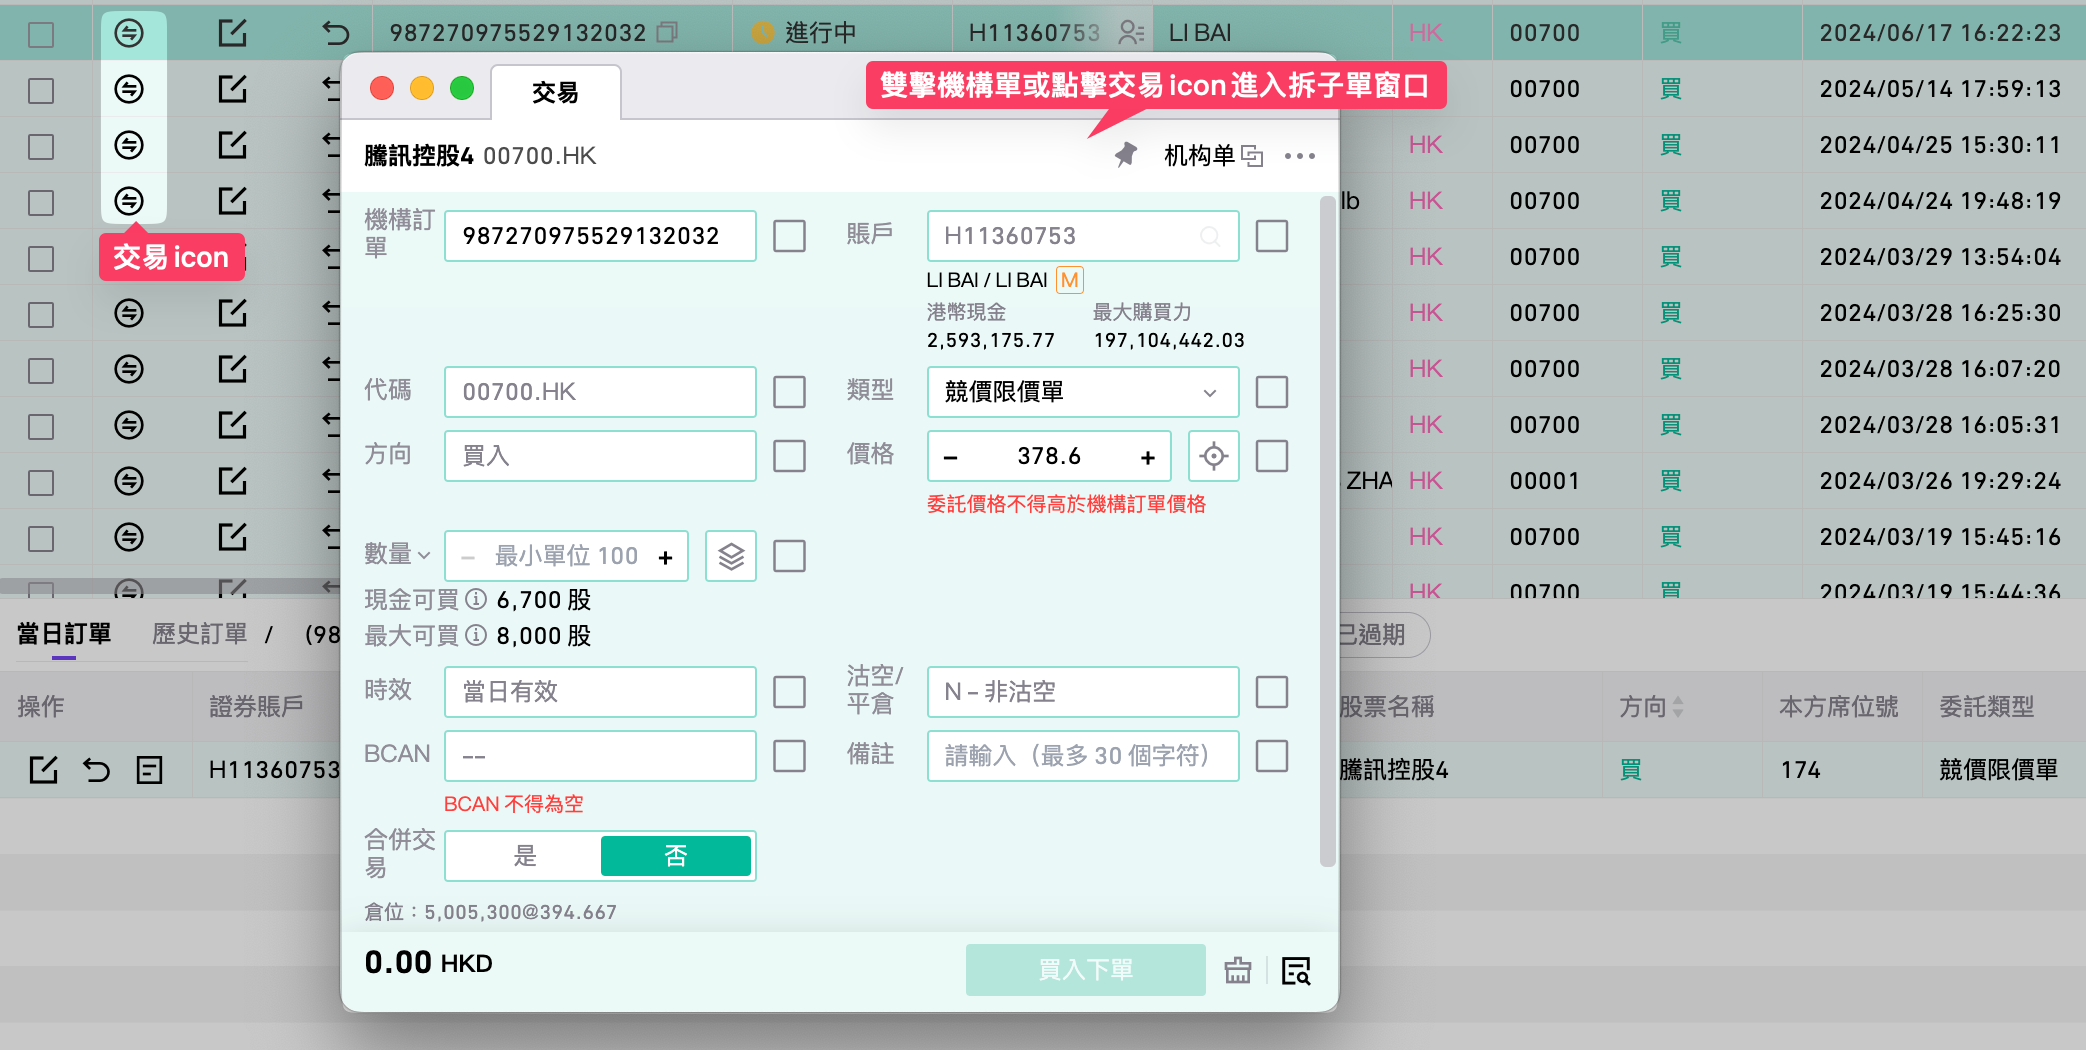 987270975529132032 進行中 H11360753 LI BAI HK 00700 買 2024/06/17 16:22:23
00700 買 2024/05/14 17:59:13
HK 00700 買 2024/04/25 15:30:11
lb HK 00700 買 2024/04/24 19:48:19
HK 00700 買 2024/03/29 13:54:04
HK 00700 買 2024/03/28 16:25:30
HK 00700 買 2024/03/28 16:07:20
HK 00700 買 2024/03/28 16:05:31
ZHA HK 00001 買 2024/03/26 19:29:24
HK 00700 買 2024/03/19 15:45:16
HK 00700 買 2024/03/19 15:44:36
交易icon
雙擊機構單或點擊交易icon進入拆子單窗口
交易
騰訊控股4 00700.HK 机构单
機構訂單 987270975529132032 賬戶 H11360753
LI BAI / LI BAI M
港幣現金 最大購買力
2,593,175.77 197,104,442.03
代碼 00700.HK 類型 競價限價單
方向 買入 價格 − 378.6 +
委託價格不得高於機構訂單價格
數量 − 最小單位 100 +
現金可買 6,700 股
最大可買 8,000 股
時效 當日有效 沽空/平倉 N – 非沽空
BCAN -- 備註 請輸入（最多 30 個字符）
BCAN 不得為空
合併交易 是 否
倉位：5,005,300@394.667
0.00 HKD 買入下單
當日訂單 歷史訂單 / (98 已過期
操作 證券賬戶 股票名稱 方向 本方席位號 委託類型
H11360753 騰訊控股4 買 174 競價限價單